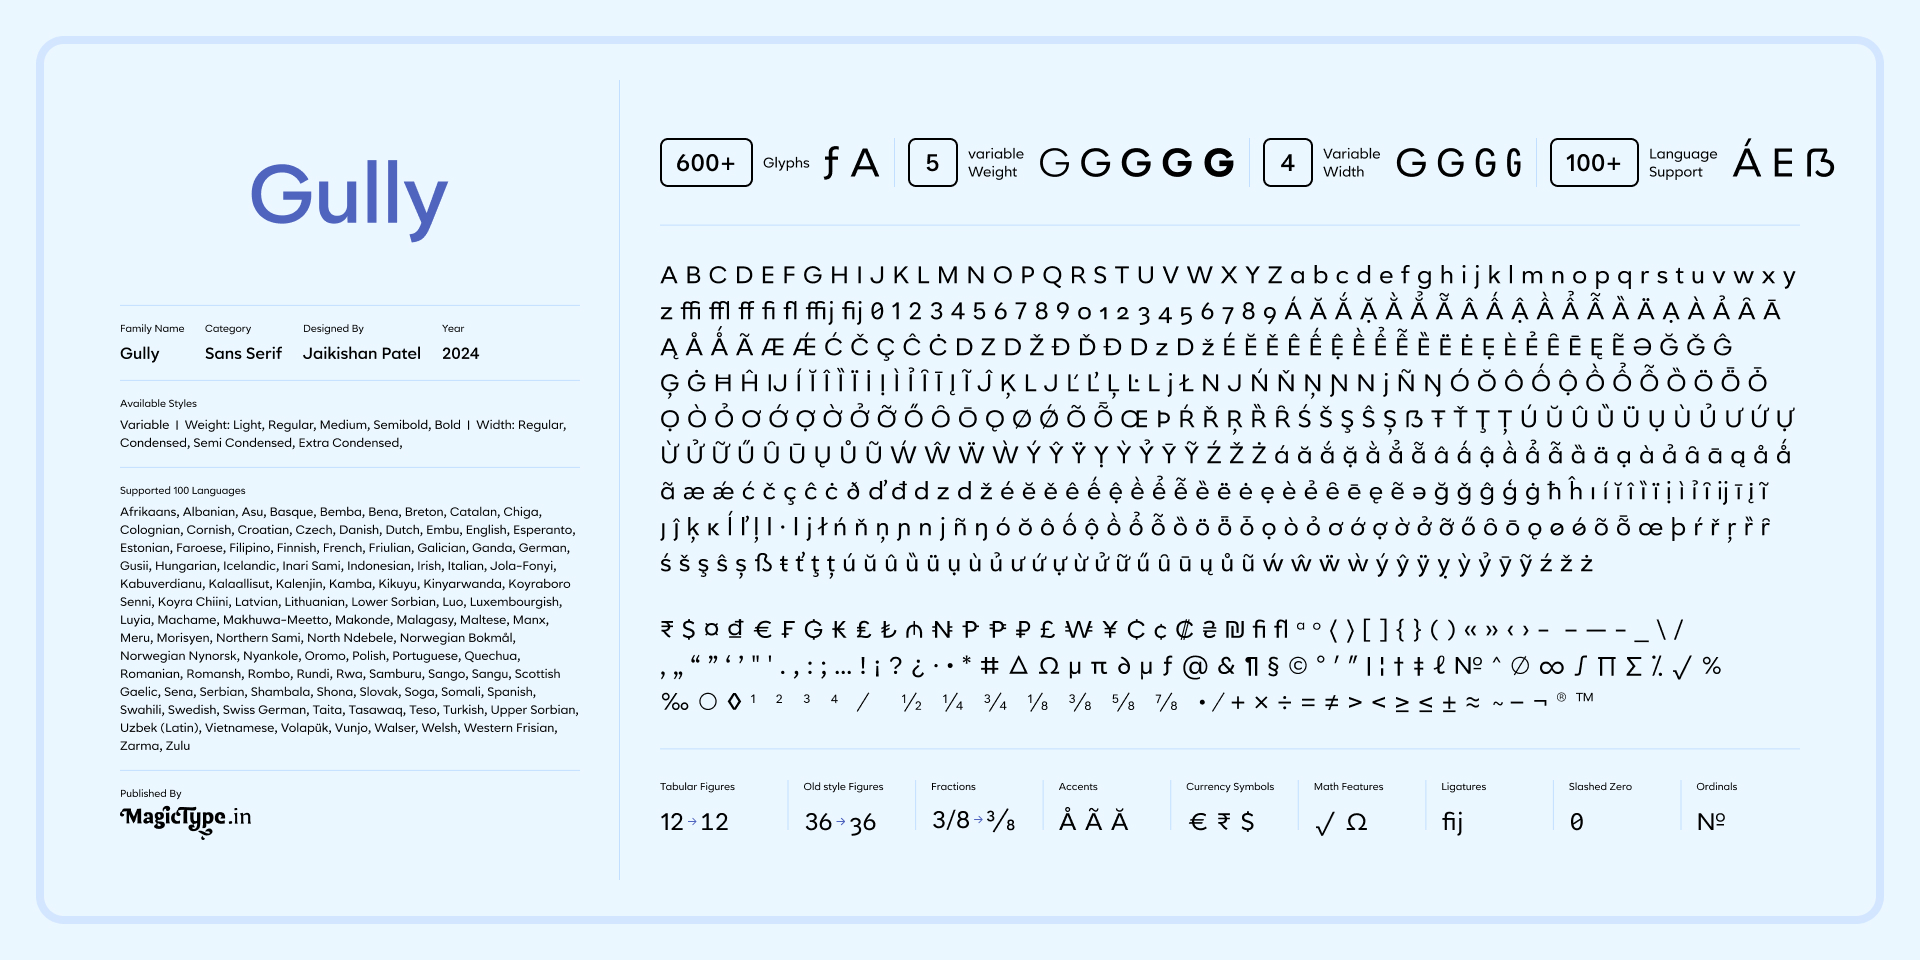 Gully
Family Name Category Designed By Year
Gully Sans Serif Jaikishan Patel 2024
Available Styles
Variable | Weight: Light, Regular, Medium, Semibold, Bold | Width: Regular,
Condensed, Semi Condensed, Extra Condensed,
Supported 100 Languages
Afrikaans, Albanian, Asu, Basque, Bemba, Bena, Breton, Catalan, Chiga,
Colognian, Cornish, Croatian, Czech, Danish, Dutch, Embu, English, Esperanto,
Estonian, Faroese, Filipino, Finnish, French, Friulian, Galician, Ganda, German,
Gusii, Hungarian, Icelandic, Inari Sami, Indonesian, Irish, Italian, Jola-Fonyi,
Kabuverdianu, Kalaallisut, Kalenjin, Kamba, Kikuyu, Kinyarwanda, Koyraboro
Senni, Koyra Chiini, Latvian, Lithuanian, Lower Sorbian, Luo, Luxembourgish,
Luyia, Machame, Makhuwa-Meetto, Makonde, Malagasy, Maltese, Manx,
Meru, Morisyen, Northern Sami, North Ndebele, Norwegian Bokmål,
Norwegian Nynorsk, Nyankole, Oromo, Polish, Portuguese, Quechua,
Romanian, Romansh, Rombo, Rundi, Rwa, Samburu, Sango, Sangu, Scottish
Gaelic, Sena, Serbian, Shambala, Shona, Slovak, Soga, Somali, Spanish,
Swahili, Swedish, Swiss German, Taita, Tasawaq, Teso, Turkish, Upper Sorbian,
Uzbek (Latin), Vietnamese, Volapük, Vunjo, Walser, Welsh, Western Frisian,
Zarma, Zulu
Published By
MagicType.in
600+ Glyphs ƒ A 5 variable Weight G G G G G 4 Variable Width G G G G 100+ Language Support Á E ẞ
A B C D E F G H I J K L M N O P Q R S T U V W X Y Z a b c d e f g h i j k l m n o p q r s t u v w x y
z ffi ffl ff fi fl ffij fij 0 1 2 3 4 5 6 7 8 9 0 1 2 3 4 5 6 7 8 9 Á Ă Ắ Ặ Ằ Ẳ Ẵ Â Ấ Ậ Ầ Ẩ Ẫ Ȁ Ä Ạ À Ả Ȃ Ā
Ą Å Ǻ Ã Æ Ǽ Ć Č Ç Ĉ Ċ D Z D Ž Đ Ď Đ D z D ž É Ĕ Ě Ê Ế Ệ Ề Ể Ễ Ȅ Ë Ė Ẹ È Ẻ Ȇ Ē Ę Ẽ Ə Ğ Ǧ Ĝ
Ģ Ġ Ħ Ĥ IJ Í Ĭ Î Ȉ Ï İ Ị Ì Ỉ Ȋ Ī Į Ĩ Ĵ Ķ L J Ĺ Ľ Ļ Ŀ L j Ł N J Ń Ň Ņ Ɲ N j Ñ Ŋ Ó Ŏ Ô Ố Ộ Ồ Ổ Ỗ Ȍ Ö Ȫ Ȯ
Ọ Ò Ỏ Ơ Ớ Ợ Ờ Ở Ỡ Ő Ȏ Ō Ǫ Ø Ǿ Õ Ȭ Œ Þ Ŕ Ř Ŗ Ȑ Ȓ Ś Š Ş Ŝ Ș ẞ Ŧ Ť Ţ Ț Ú Ŭ Û Ȕ Ü Ụ Ù Ủ Ư Ứ Ự
Ừ Ử Ữ Ű Ȗ Ū Ų Ů Ũ Ẃ Ŵ Ẅ Ẁ Ý Ŷ Ÿ Ỵ Ỳ Ỷ Ȳ Ỹ Ź Ž Ż á ă ắ ặ ằ ẳ ẵ â ấ ậ ầ ẩ ẫ ȁ ä ạ à ả ȃ ā ą å ǻ
ã æ ǽ ć č ç ĉ ċ ð ď đ d z d ž é ĕ ě ê ế ệ ề ể ễ ȅ ë ė ẹ è ẻ ȇ ē ę ẽ ə ğ ǧ ĝ ģ ġ ħ ĥ ı í ĭ î ȉ ï ị ì ỉ ȋ ij ī į ĩ
ȷ ĵ ķ ĸ ĺ ľ ļ l · l j ł ń ň ņ ɲ n j ñ ŋ ó ŏ ô ố ộ ồ ổ ỗ ȍ ö ȫ ȯ ọ ò ỏ ơ ớ ợ ờ ở ỡ ő ȏ ō ǫ ø ǿ õ ȭ œ þ ŕ ř ŗ ȑ ȓ
ś š ş ŝ ș ß ŧ ť ţ ț ú ŭ û ȕ ü ụ ù ủ ư ứ ự ừ ử ữ ű ȗ ū ų ů ũ ẃ ŵ ẅ ẁ ý ŷ ÿ ỵ ỳ ỷ ȳ ỹ ź ž ż
₹ $ ¤ ₫ € ₣ ₲ ₭ ₤ ₺ ₼ ₦ ₱ ₽ £ ₩ ¥ ₵ ¢ ₡ ₴ ₪ fi fl ª º ⟨ ⟩ [ ] { } ( ) « » ‹ › - – — – _ \ /
‚ „ “ ” ‘ ’ " ' . , : ; … ! ¡ ? ¿ · • * # ∆ Ω µ π ∂ μ ƒ @ & ¶ § © ° ′ ″ | ¦ † ‡ ℓ № ^ ∅ ∞ ∫ ∏ ∑ ⁒ √ %
‰ ○ ◊ ¹ ² ³ ⁴ ⁄ ½ ¼ ¾ ⅛ ⅜ ⅝ ⅞ ∙ ∕ + × ÷ = ≠ > < ≥ ≤ ± ≈ ~ − ¬ ® ™
Tabular Figures Old style Figures Fractions Accents Currency Symbols Math Features Ligatures Slashed Zero Ordinals
12→12 36→36 3/8→⅜ Å Ã Ă € ₹ $ √ Ω fij 0 №